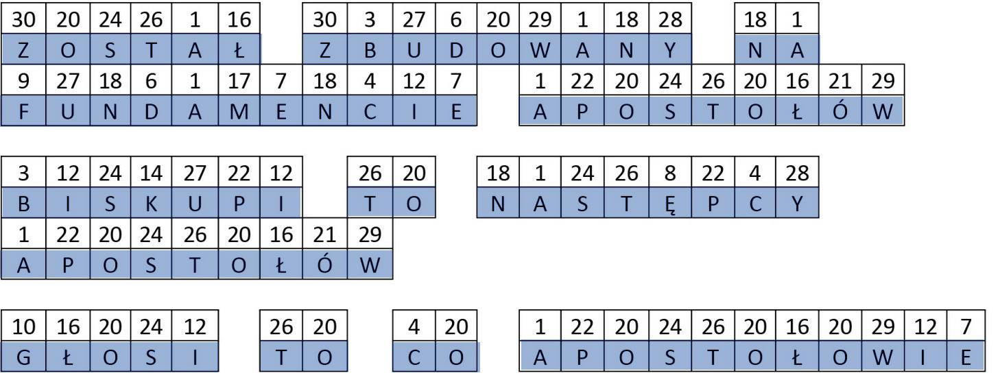 30 20 24 26 1 16 30 3 27 6 20 29 1 18 28 18 1
Z O S T A Ł Z B U D O W A N Y N A
9 27 18 6 1 17 7 18 4 12 7 1 22 20 24 26 20 16 21 29
F U N D A M E N C I E A P O S T O Ł Ó W
3 12 24 14 27 22 12 26 20 18 1 24 26 8 22 4 28
B I S K U P I T O N A S T Ę P C Y
1 22 20 24 26 20 16 21 29
A P O S T O Ł Ó W
10 16 20 24 12 26 20 4 20 1 22 20 24 26 20 16 20 29 12 7
G Ł O S I T O C O A P O S T O Ł O W I E